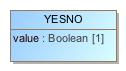 YESNO
value : Boolean [1]